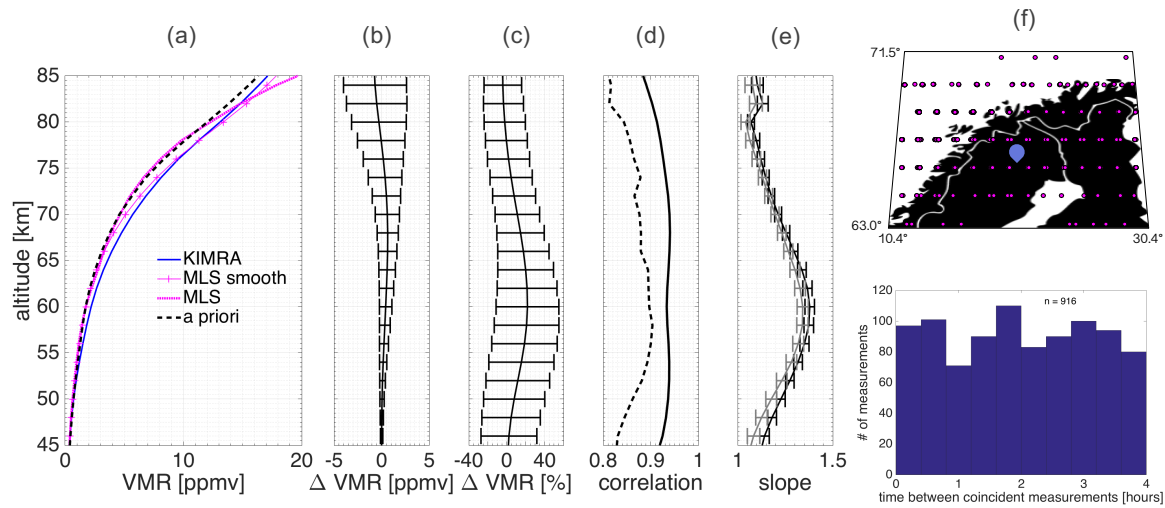 (a)
(b)
(c)
(d)
(e)
(f)
85
80
75
70
65
60
55
50
45
altitude [km]
KIMRA
MLS smooth
MLS
a priori
0 10 20
VMR [ppmv]
-5 0 5
Δ VMR [ppmv]
-40 0 40
Δ VMR [%]
0.8 0.9 1
correlation
1 1.5
slope
71.5°
63.0°
10.4°
30.4°
120
100
80
60
40
20
0
# of measurements
n = 916
0 1 2 3 4
time between coincident measurements [hours]